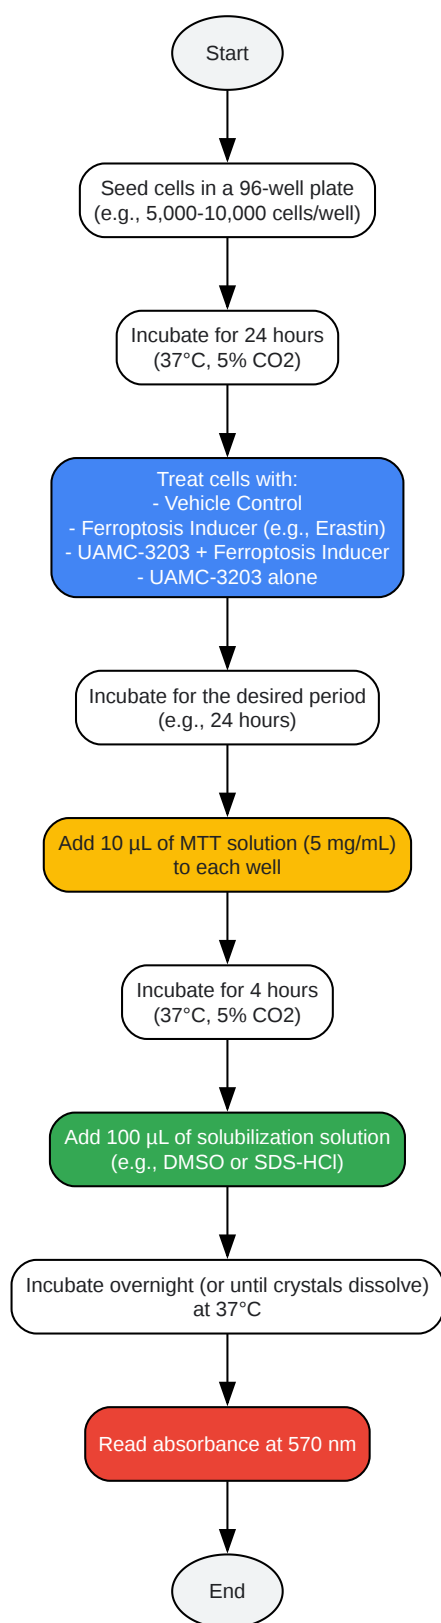 Start
Seed cells in a 96-well plate
(e.g., 5,000-10,000 cells/well)
Incubate for 24 hours
(37°C, 5% CO2)
Treat cells with:
- Vehicle Control
- Ferroptosis Inducer (e.g., Erastin)
- UAMC-3203 + Ferroptosis Inducer
- UAMC-3203 alone
Incubate for the desired period
(e.g., 24 hours)
Add 10 µL of MTT solution (5 mg/mL)
to each well
Incubate for 4 hours
(37°C, 5% CO2)
Add 100 µL of solubilization solution
(e.g., DMSO or SDS-HCl)
Incubate overnight (or until crystals dissolve)
at 37°C
Read absorbance at 570 nm
End